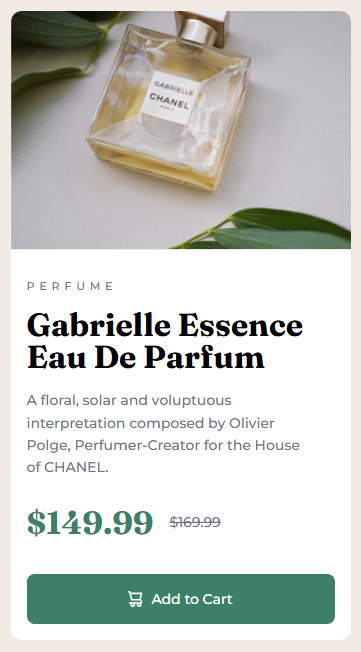 GABRIELLE
CHANEL
PARIS
PERFUME
Gabrielle Essence
Eau De Parfum
A floral, solar and voluptuous
interpretation composed by Olivier
Polge, Perfumer-Creator for the House
of CHANEL.
$149.99 $169.99
Add to Cart